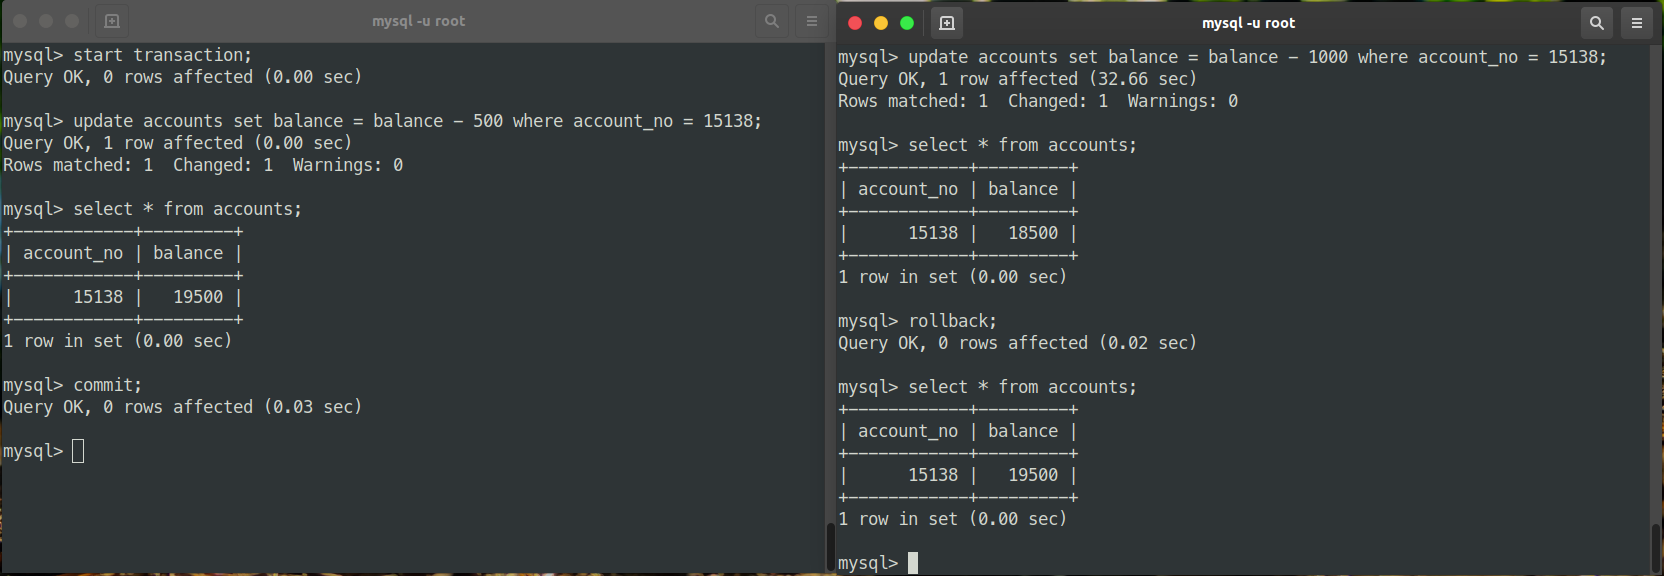 mysql -u root
mysql> start transaction;
Query OK, 0 rows affected (0.00 sec)
mysql> update accounts set balance = balance - 500 where account_no = 15138;
Query OK, 1 row affected (0.00 sec)
Rows matched: 1  Changed: 1  Warnings: 0
mysql> select * from accounts;
+------------+---------+
| account_no | balance |
+------------+---------+
|      15138 |   19500 |
+------------+---------+
1 row in set (0.00 sec)
mysql> commit;
Query OK, 0 rows affected (0.03 sec)
mysql>
mysql -u root
mysql> update accounts set balance = balance - 1000 where account_no = 15138;
Query OK, 1 row affected (32.66 sec)
Rows matched: 1  Changed: 1  Warnings: 0
mysql> select * from accounts;
+------------+---------+
| account_no | balance |
+------------+---------+
|      15138 |   18500 |
+------------+---------+
1 row in set (0.00 sec)
mysql> rollback;
Query OK, 0 rows affected (0.02 sec)
mysql> select * from accounts;
+------------+---------+
| account_no | balance |
+------------+---------+
|      15138 |   19500 |
+------------+---------+
1 row in set (0.00 sec)
mysql>